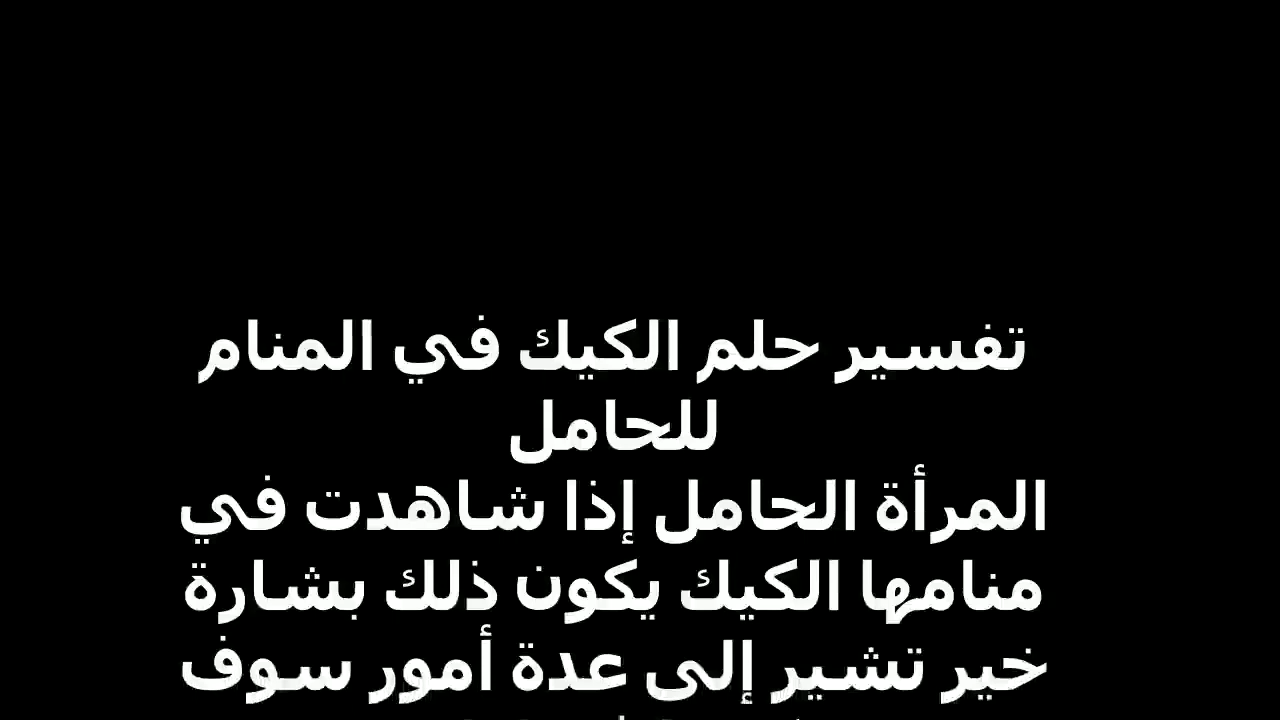 تفسير حلم الكيك في المنام
للحامل
المرأة الحامل إذا شاهدت في
منامها الكيك يكون ذلك بشارة
خير تشير إلى عدة أمور سوف